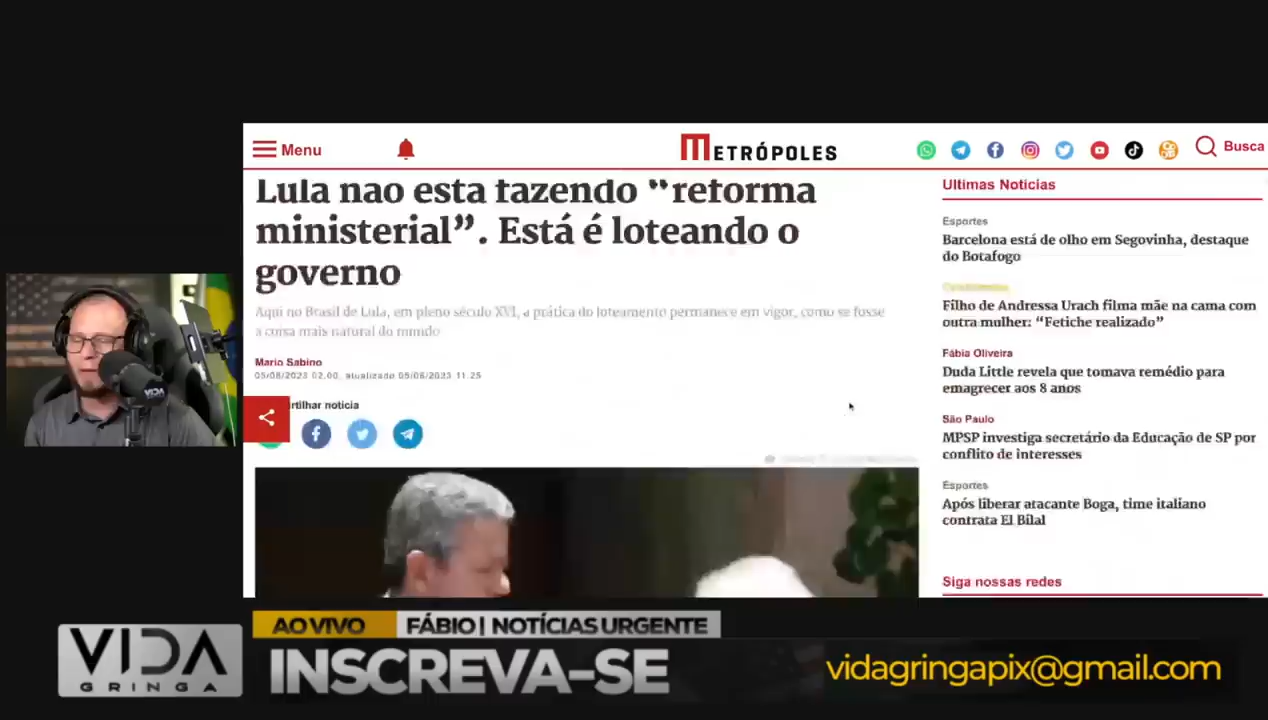 Menu
METRÓPOLES
Busca
Lula não está fazendo “reforma
ministerial”. Está é loteando o
governo
Aqui no Brasil de Lula, em pleno século XVI, a prática do loteamento permanece em vigor, como se fosse
a coisa mais natural do mundo
Mario Sabino
05/08/2023 02:00, atualizado 05/08/2023 11:25
rtilhar notícia
Últimas Notícias
Esportes
Barcelona está de olho em Segovinha, destaque
do Botafogo
Filho de Andressa Urach filma mãe na cama com
outra mulher: “Fetiche realizado”
Fábia Oliveira
Duda Little revela que tomava remédio para
emagrecer aos 8 anos
São Paulo
MPSP investiga secretário da Educação de SP por
conflito de interesses
Esportes
Após liberar atacante Boga, time italiano
contrata El Bilal
Siga nossas redes
VIDA
VIDA
GRINGA
AO VIVO
FÁBIO | NOTÍCIAS URGENTE
INSCREVA-SE
vidagringapix@gmail.com